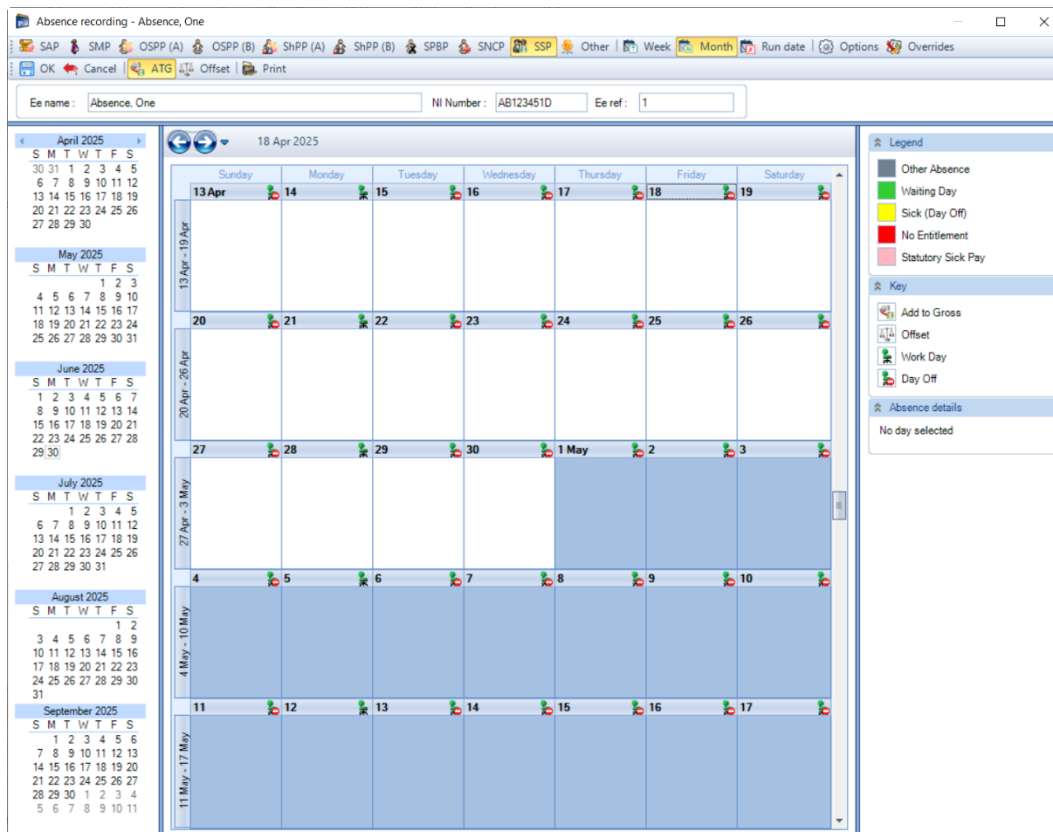 Absence recording - Absence, One
SAP SMP OSPP (A) OSPP (B) ShPP (A) ShPP (B) SPBP SNCP SSP Other Week Month Run date Options Overrides
OK Cancel ATG Offset Print
Ee name : Absence, One NI Number : AB123451D Ee ref : 1
April 2025
S M T W T F S
30 31 1 2 3 4 5
6 7 8 9 10 11 12
13 14 15 16 17 18 19
20 21 22 23 24 25 26
27 28 29 30
May 2025
S M T W T F S
1 2 3
4 5 6 7 8 9 10
11 12 13 14 15 16 17
18 19 20 21 22 23 24
25 26 27 28 29 30 31
June 2025
S M T W T F S
1 2 3 4 5 6 7
8 9 10 11 12 13 14
15 16 17 18 19 20 21
22 23 24 25 26 27 28
29 30
July 2025
S M T W T F S
1 2 3 4 5
6 7 8 9 10 11 12
13 14 15 16 17 18 19
20 21 22 23 24 25 26
27 28 29 30 31
August 2025
S M T W T F S
1 2
3 4 5 6 7 8 9
10 11 12 13 14 15 16
17 18 19 20 21 22 23
24 25 26 27 28 29 30
31
September 2025
S M T W T F S
1 2 3 4 5 6
7 8 9 10 11 12 13
14 15 16 17 18 19 20
21 22 23 24 25 26 27
28 29 30 1 2 3 4
5 6 7 8 9 10 11
18 Apr 2025
Sunday Monday Tuesday Wednesday Thursday Friday Saturday
13 Apr 14 15 16 17 18 19
13 Apr - 19 Apr
20 21 22 23 24 25 26
20 Apr - 26 Apr
27 28 29 30 1 May 2 3
27 Apr - 3 May
4 5 6 7 8 9 10
4 May - 10 May
11 12 13 14 15 16 17
11 May - 17 May
Legend
Other Absence
Waiting Day
Sick (Day Off)
No Entitlement
Statutory Sick Pay
Key
Add to Gross
Offset
Work Day
Day Off
Absence details
No day selected